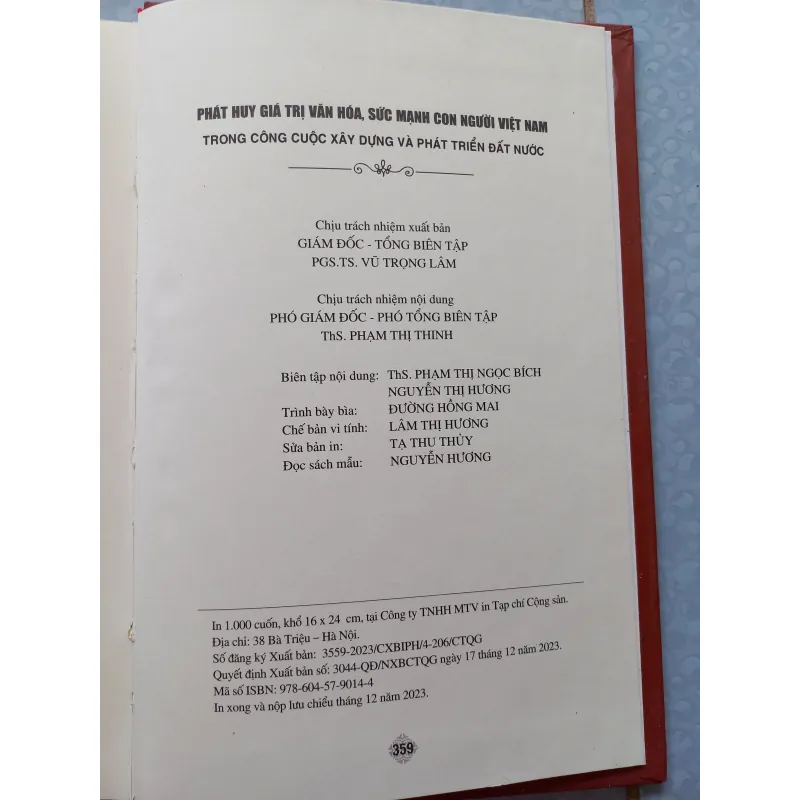 PHÁT HUY GIÁ TRỊ VĂN HÓA, SỨC MẠNH CON NGƯỜI VIỆT NAM
TRONG CÔNG CUỘC XÂY DỰNG VÀ PHÁT TRIỂN ĐẤT NƯỚC
Chịu trách nhiệm xuất bản
GIÁM ĐỐC - TỔNG BIÊN TẬP
PGS.TS. VŨ TRỌNG LÂM
Chịu trách nhiệm nội dung
PHÓ GIÁM ĐỐC - PHÓ TỔNG BIÊN TẬP
ThS. PHẠM THỊ THINH
Biên tập nội dung: ThS. PHẠM THỊ NGỌC BÍCH
NGUYỄN THỊ HƯƠNG
Trình bày bìa: ĐƯỜNG HỒNG MAI
Chế bản vi tính: LÂM THỊ HƯƠNG
Sửa bản in: TẠ THU THỦY
Đọc sách mẫu: NGUYỄN HƯƠNG
In 1.000 cuốn, khổ 16 x 24 cm, tại Công ty TNHH MTV in Tạp chí Cộng sản.
Địa chỉ: 38 Bà Triệu – Hà Nội.
Số đăng ký Xuất bản: 3559-2023/CXBIPH/4-206/CTQG
Quyết định Xuất bản số: 3044-QĐ/NXBCTQG ngày 17 tháng 12 năm 2023.
Mã số ISBN: 978-604-57-9014-4
In xong và nộp lưu chiểu tháng 12 năm 2023.
359